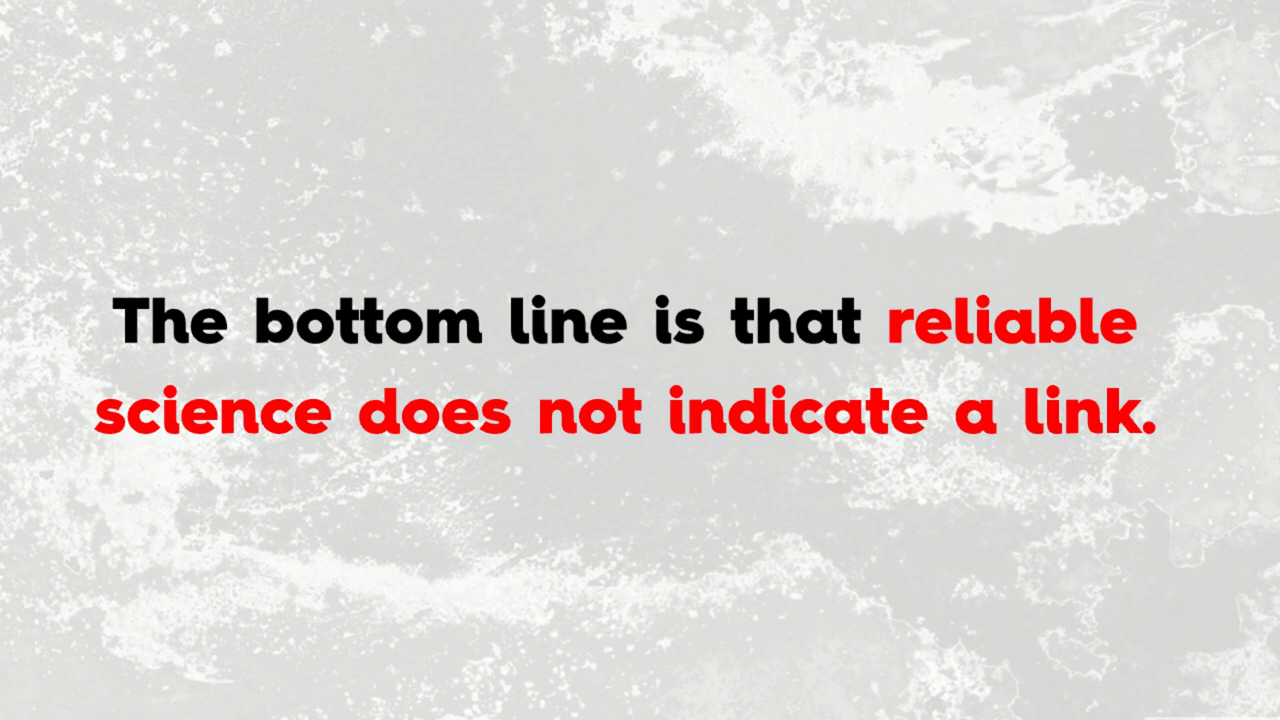 The bottom line is that reliable
science does not indicate a link.